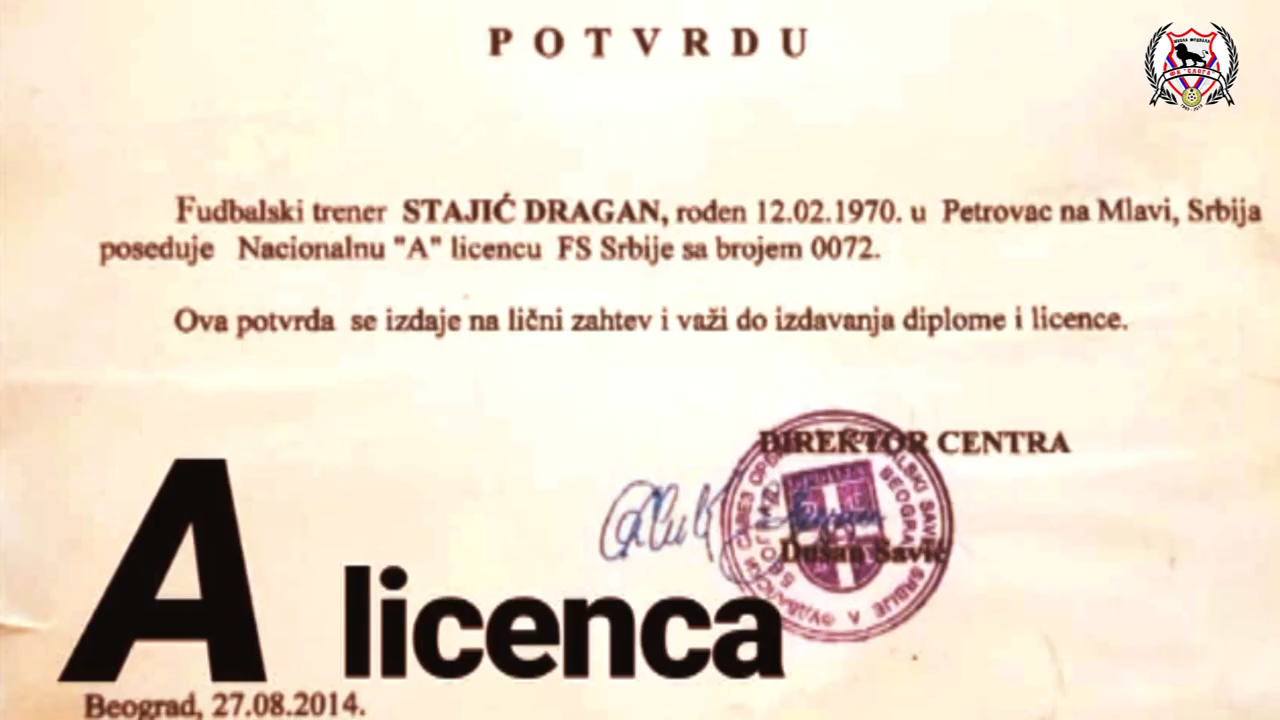 POTVRDU
Fudbalski trener STAJIĆ DRAGAN, rođen 12.02.1970. u Petrovac na Mlavi, Srbija
poseduje Nacionalnu "A" licencu FS Srbije sa brojem 0072.
Ova potvrda se izdaje na lični zahtev i važi do izdavanja diplome i licence.
DIREKTOR CENTRA
Dušan Savić
A licenca
Beograd, 27.08.2014.